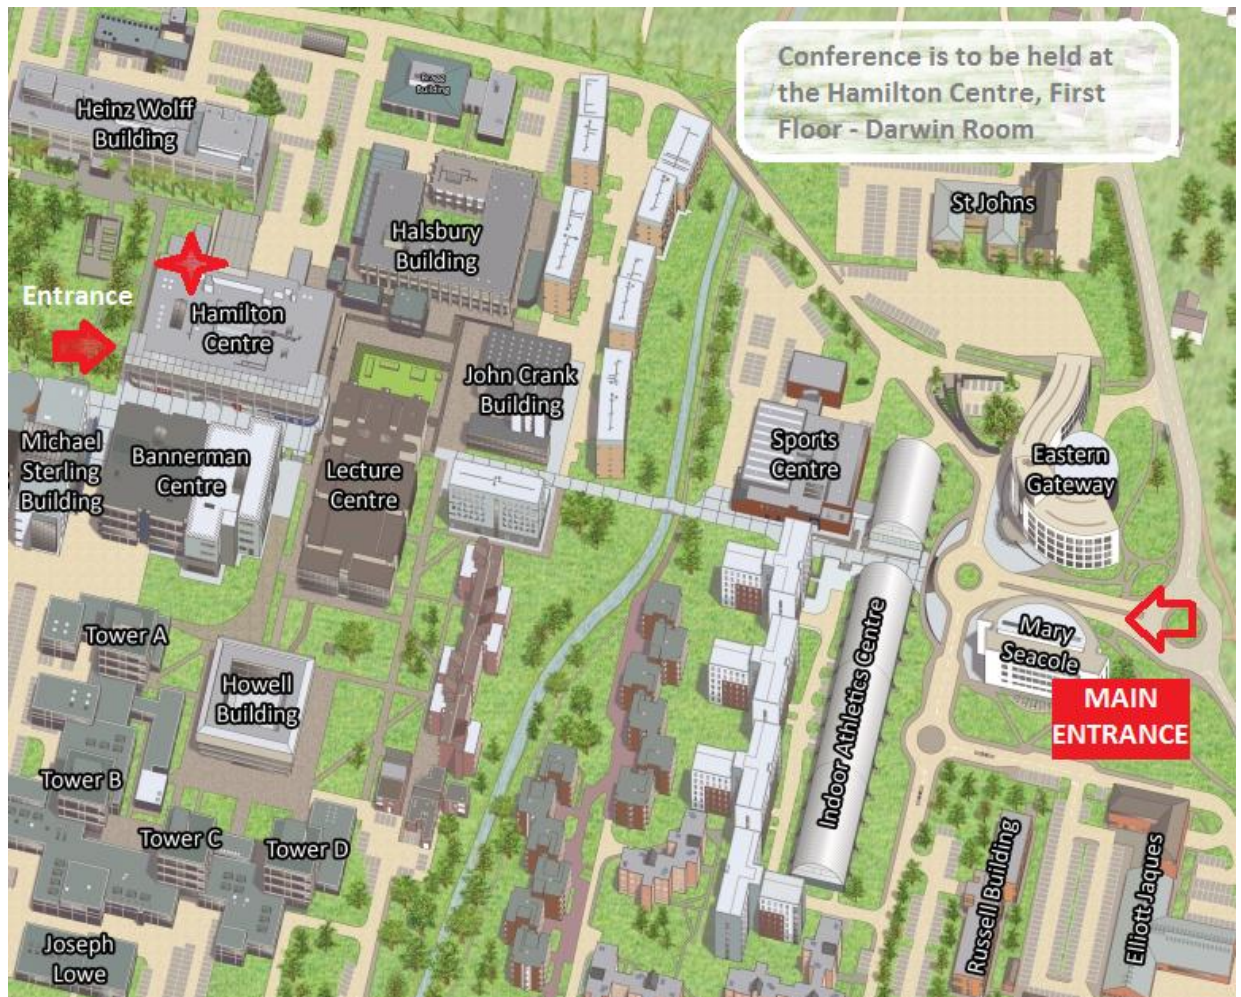 Conference is to be held at
the Hamilton Centre, First
Floor - Darwin Room
Building
Heinz Wolff
Building
St Johns
Halsbury
Building
Entrance
Hamilton
Centre
John Crank
Building
Sports
Centre
Eastern
Gateway
Michael
Sterling
Building
Bannerman
Centre
Lecture
Centre
Tower A
Mary
Seacole
Indoor Athletics Centre
Howell
Building
MAIN
ENTRANCE
Tower B
Tower C
Tower D
Russell Building
Elliott Jaques
Joseph
Lowe